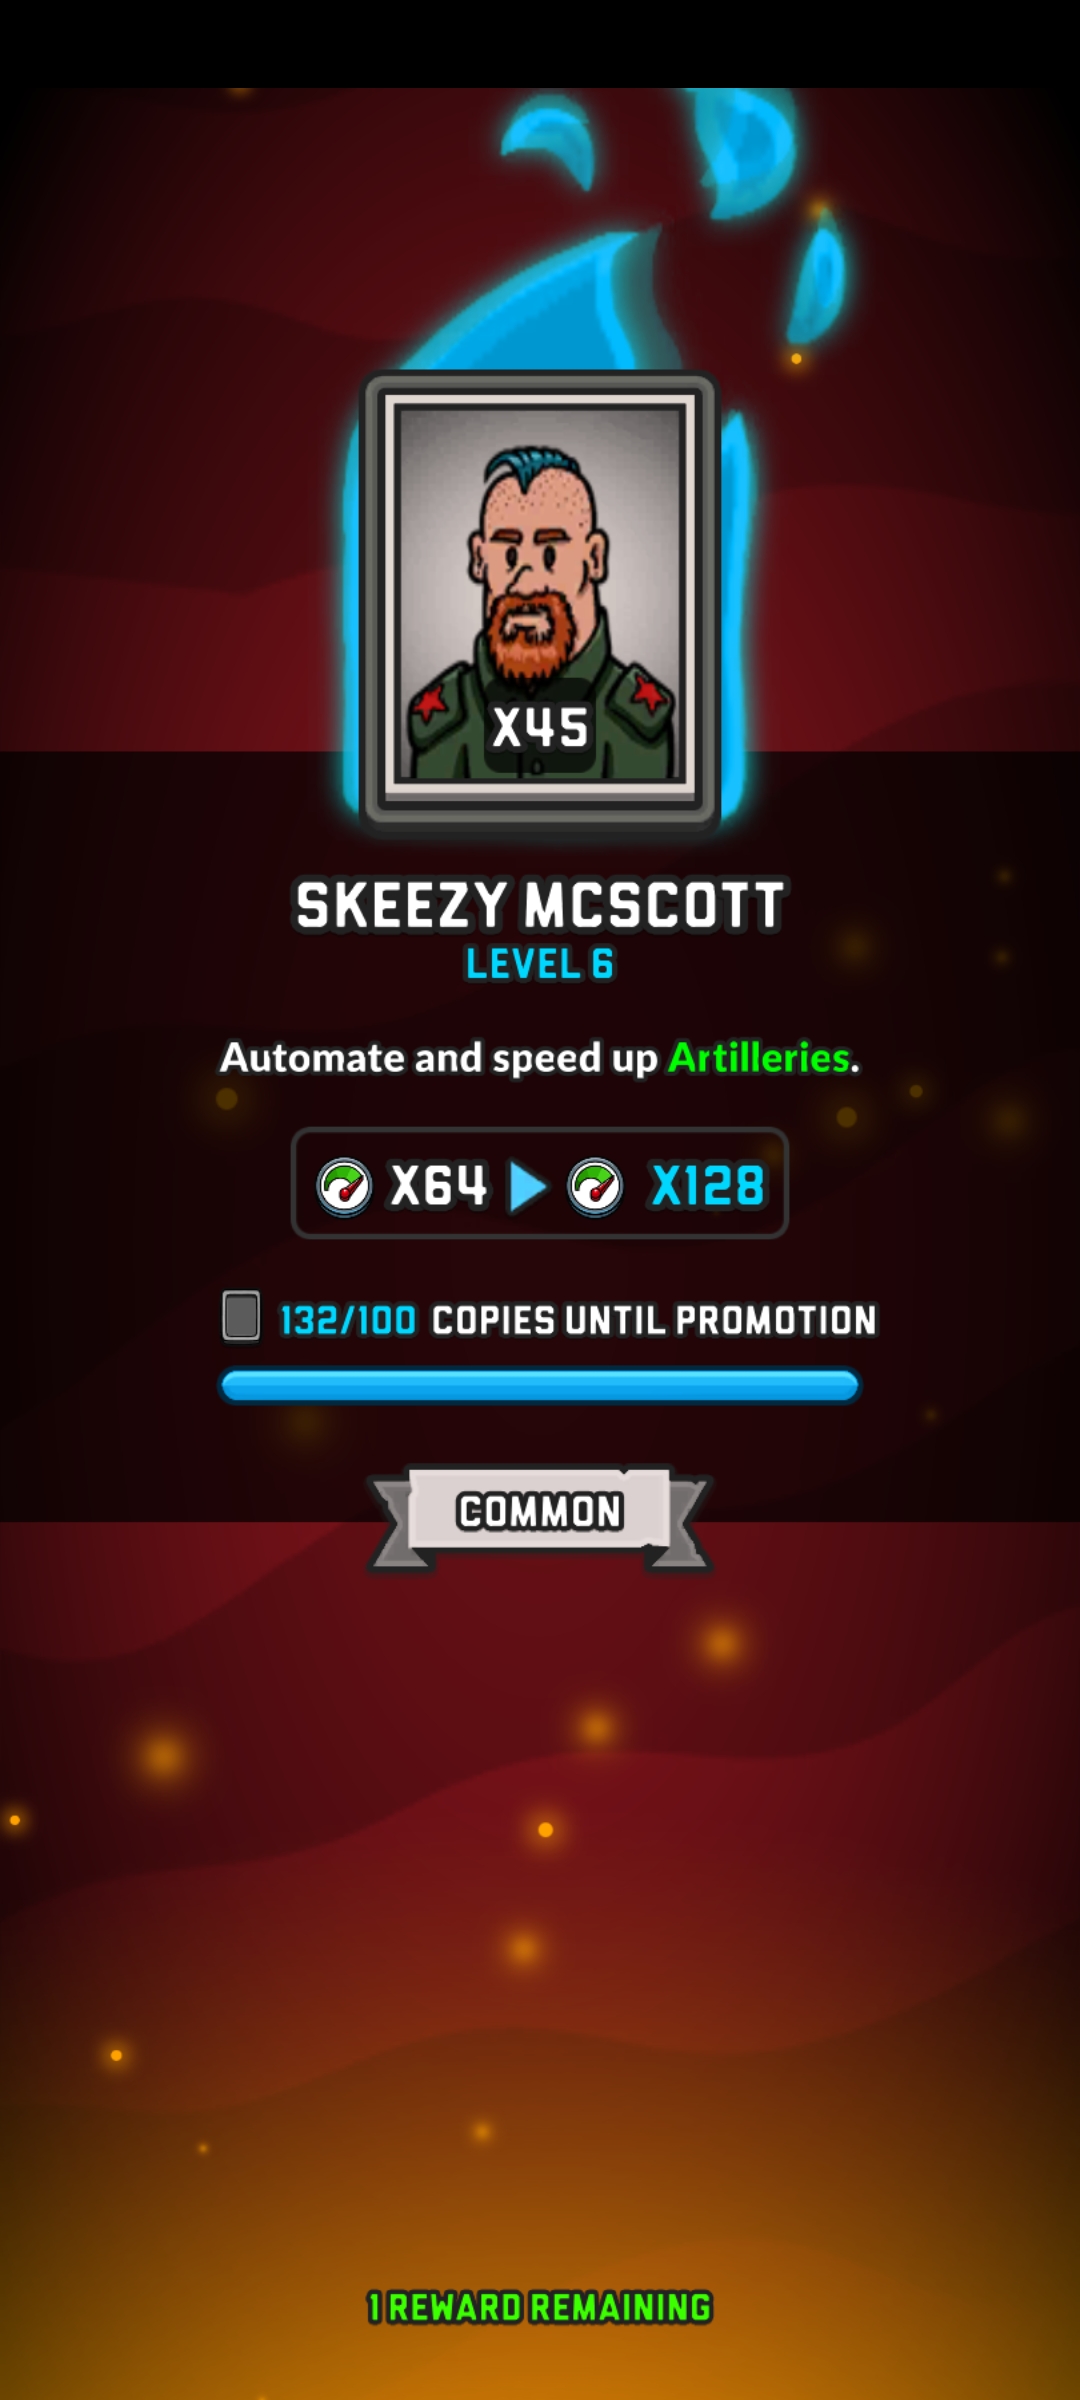 X45
SKEEZY MCSCOTT
LEVEL 6
Automate and speed up Artilleries.
X64 X128
132/100 COPIES UNTIL PROMOTION
COMMON
1 REWARD REMAINING